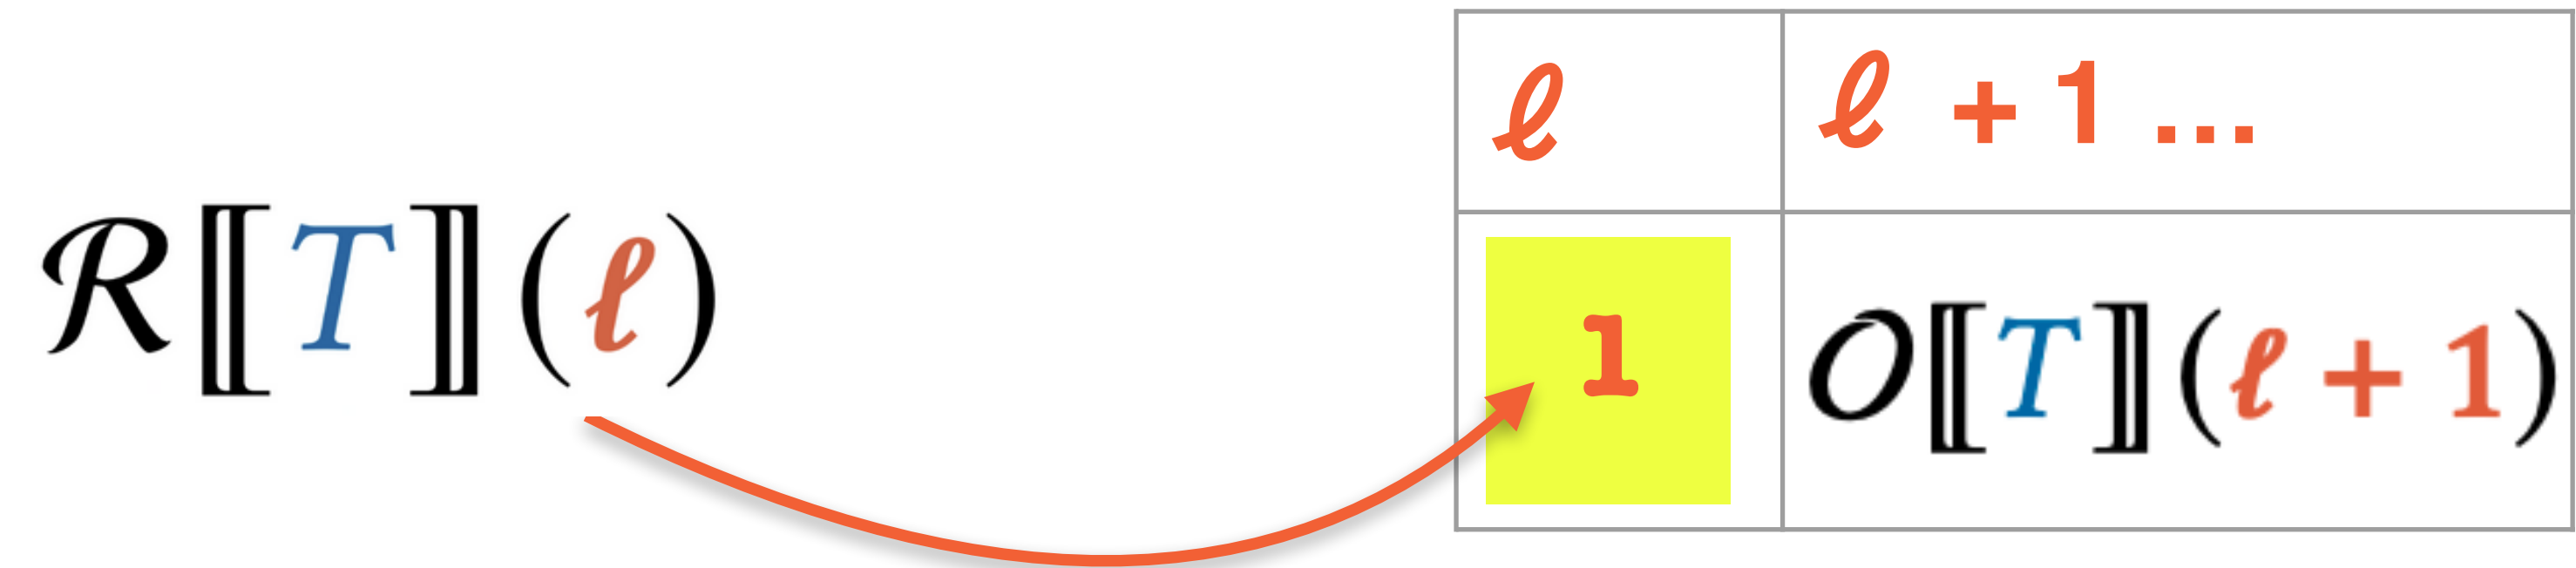 ℛ⟦T⟧(ℓ)
ℓ ℓ + 1 ...
1 𝒪⟦T⟧(ℓ + 1)